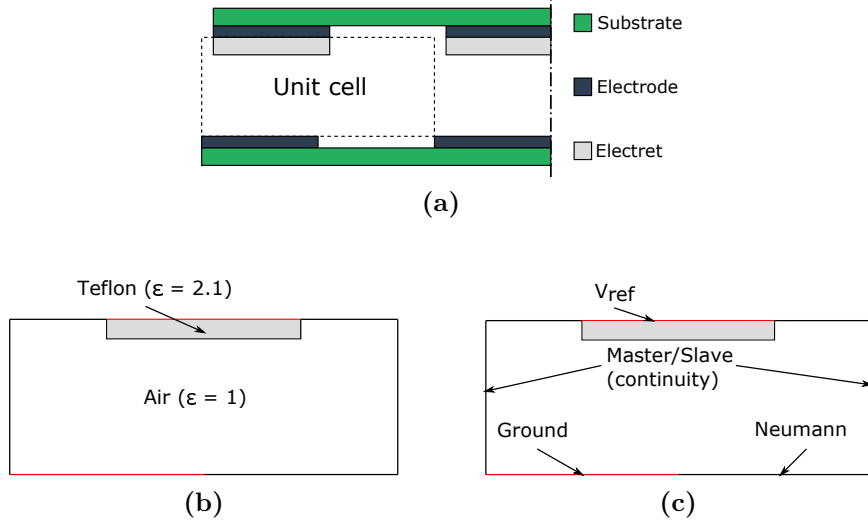 Substrate
Unit cell
Electrode
Electret
(a)
Teflon (ε = 2.1)
Air (ε = 1)
(b)
Vref
Master/Slave
(continuity)
Ground
Neumann
(c)